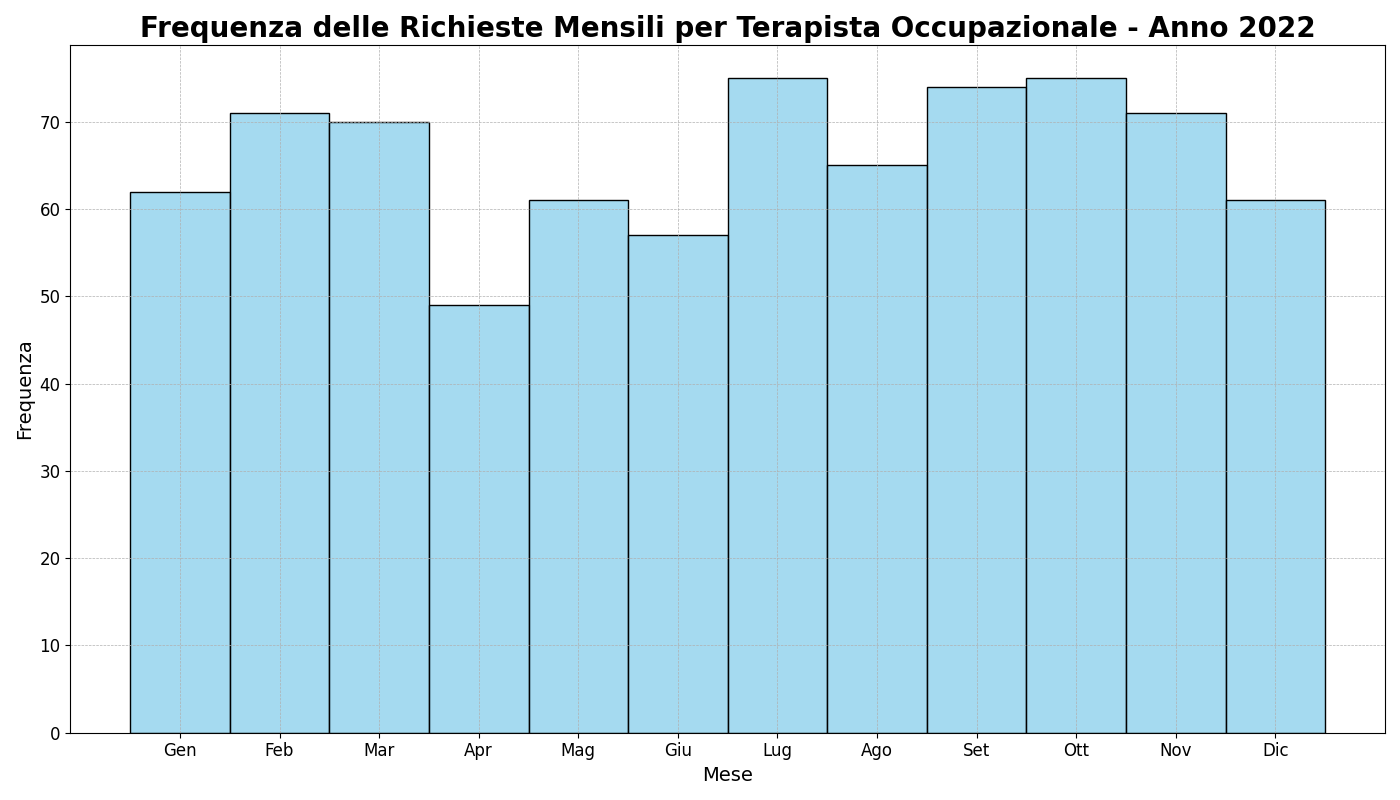 Frequenza delle Richieste Mensili per Terapista Occupazionale - Anno 2022
Frequenza
70
60
50
40
30
20
10
0
Gen Feb Mar Apr Mag Giu Lug Ago Set Ott Nov Dic
Mese